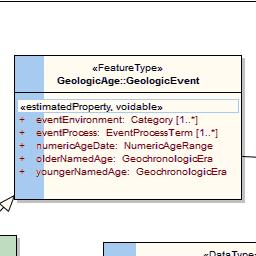 «FeatureType»
GeologicAge::GeologicEvent
«estimatedProperty, voidable»
+ eventEnvironment: Category [1..*]
+ eventProcess: EventProcessTerm [1..*]
+ numericAgeDate: NumericAgeRange
+ olderNamedAge: GeochronologicEra
+ youngerNamedAge: GeochronologicEra
«DataType»